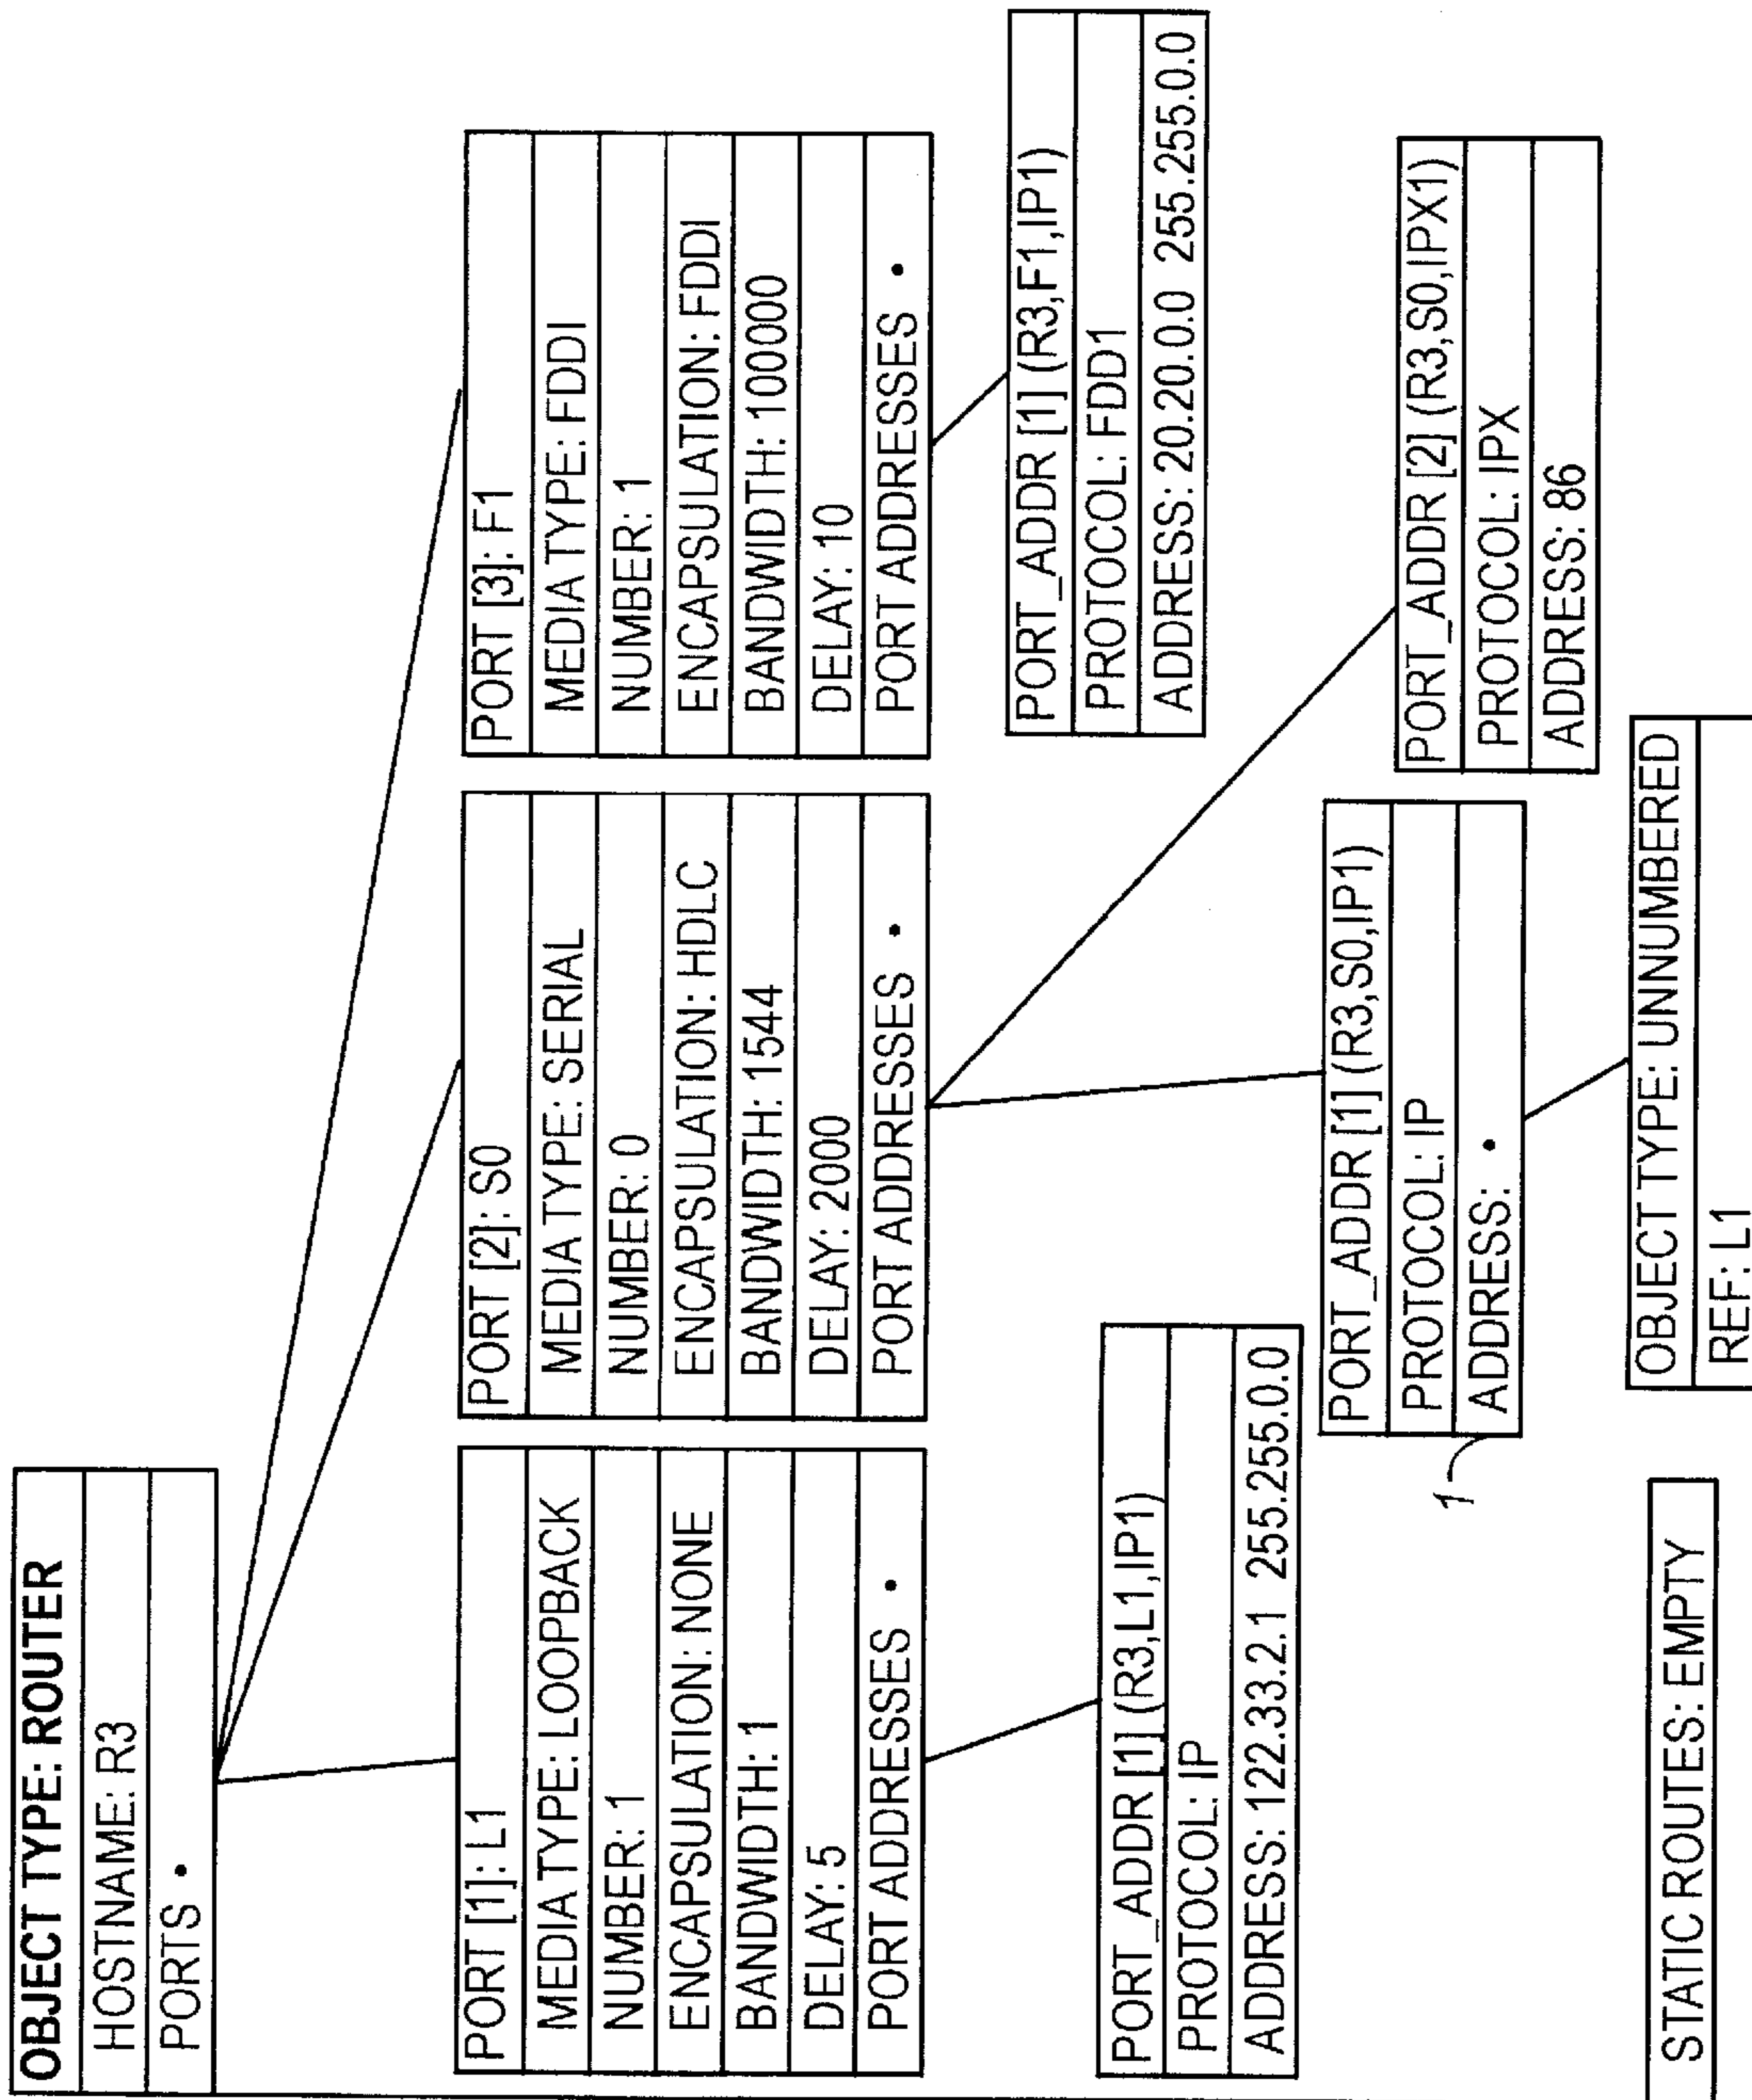 OBJECT TYPE: ROUTER
HOSTNAME: R3
PORTS •
PORT [1]: L1
MEDIA TYPE: LOOPBACK
NUMBER: 1
ENCAPSULATION: NONE
BANDWIDTH: 1
DELAY: 5
PORT ADDRESSES •
PORT [2]: S0
MEDIA TYPE: SERIAL
NUMBER: 0
ENCAPSULATION: HDLC
BANDWIDTH: 1544
DELAY: 2000
PORT ADDRESSES •
PORT [3]: F1
MEDIA TYPE: FDDI
NUMBER: 1
ENCAPSULATION: FDDI
BANDWIDTH: 100000
DELAY: 10
PORT ADDRESSES •
PORT_ADDR [1] (R3,L1,IP1)
PROTOCOL: IP
ADDRESS: 122.33.2.1 255.255.0.0
PORT_ADDR [1] (R3,F1,IP1)
PROTOCOL: FDD1
ADDRESS: 20.20.0.0 255.255.0.0
PORT_ADDR [1] (R3,S0,IP1)
PROTOCOL: IP
ADDRESS: •
1
PORT_ADDR [2] (R3,S0,IPX1)
PROTOCOL: IPX
ADDRESS: 86
OBJECT TYPE: UNNUMBERED
REF: L1
STATIC ROUTES: EMPTY